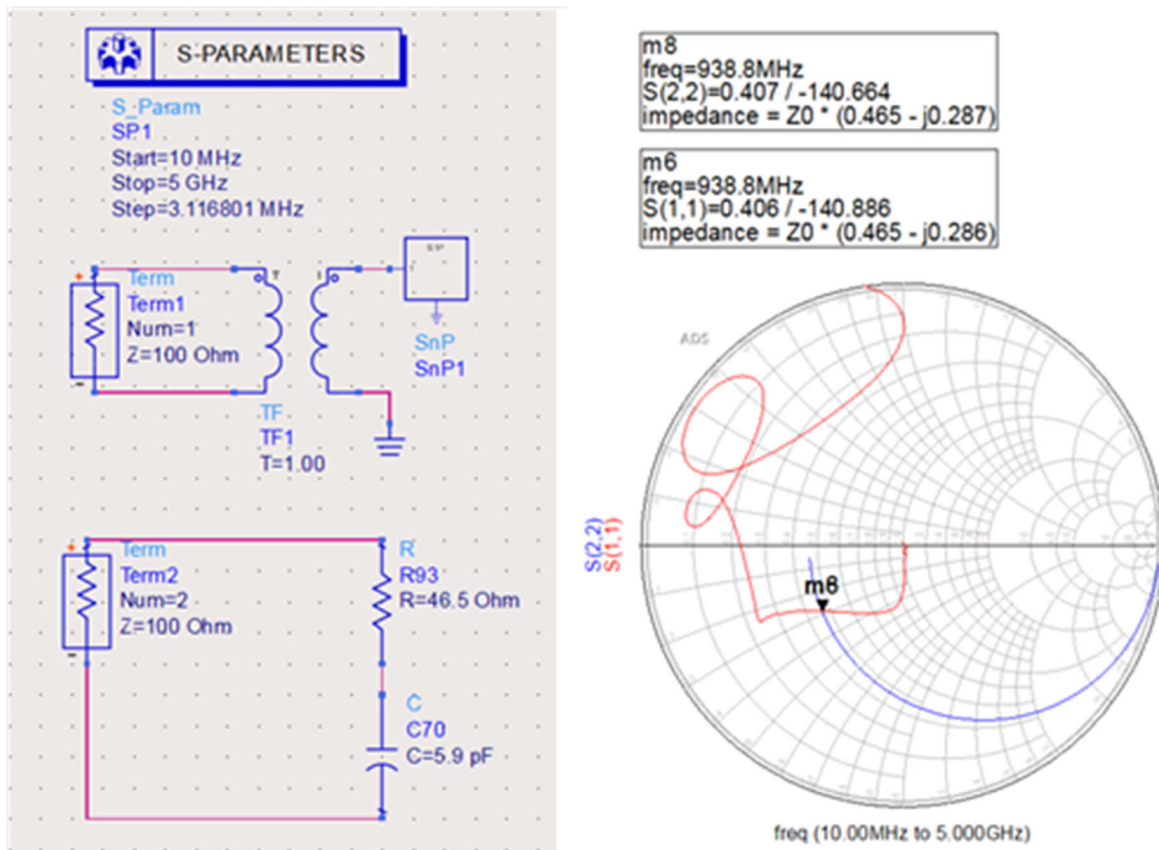 S-PARAMETERS
S_Param
SP1
Start=10 MHz
Stop=5 GHz
Step=3.116801 MHz
Term
Term1
Num=1
Z=100 Ohm
T
1
SnP
SnP1
TF
TF1
T=1.00
Term
Term2
Num=2
Z=100 Ohm
R
R93
R=46.5 Ohm
C
C70
C=5.9 pF
m8
freq=938.8MHz
S(2,2)=0.407 / -140.664
impedance = Z0 * (0.465 - j0.287)
m6
freq=938.8MHz
S(1,1)=0.406 / -140.886
impedance = Z0 * (0.465 - j0.286)
ADS
S(2,2)
S(1,1)
freq (10.00MHz to 5.000GHz)